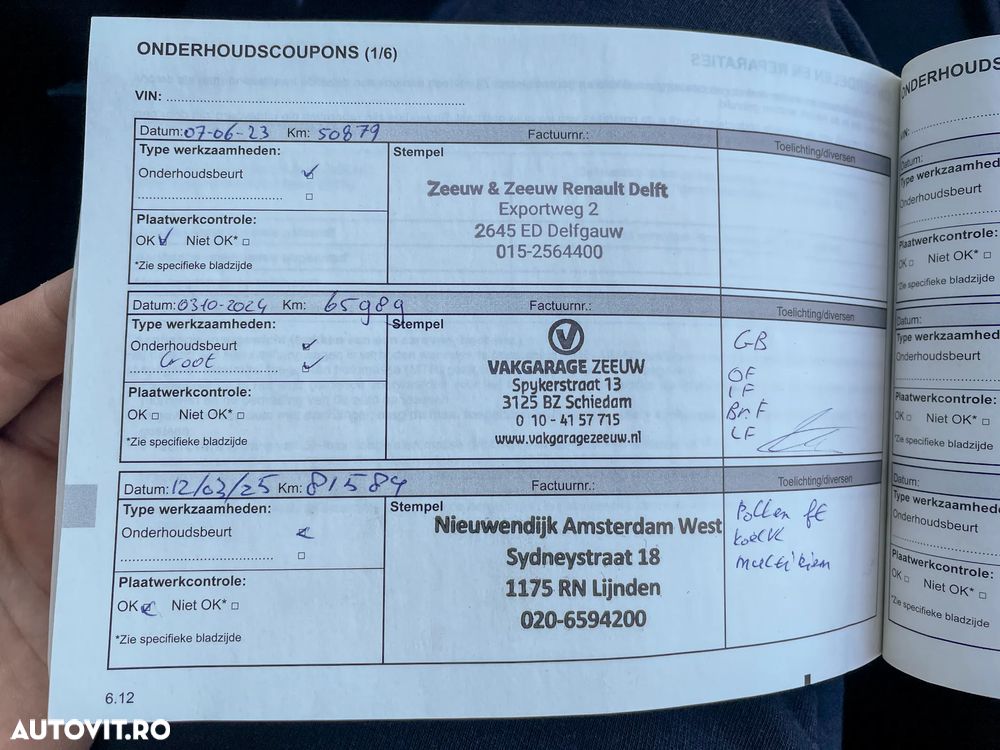 ONDERHOUDSCOUPONS (1/6)
VIN: ....................
Datum: 07-06-23 Km: 50879 Factuurnr.: Toelichting/diversen
Type werkzaamheden:
Onderhoudsbeurt
Plaatwerkcontrole:
OK Niet OK*
*Zie specifieke bladzijde
Stempel
Zeeuw & Zeeuw Renault Delft
Exportweg 2
2645 ED Delfgauw
015-2564400
Datum: 0310-2024 Km: 65989 Factuurnr.: Toelichting/diversen
Type werkzaamheden:
Onderhoudsbeurt
Groot
Plaatwerkcontrole:
OK Niet OK*
*Zie specifieke bladzijde
Stempel
VAKGARAGE ZEEUW
Spykerstraat 13
3125 BZ Schiedam
0 10 - 41 57 715
www.vakgaragezeeuw.nl
GB
OF
IF
Br.F
LF
Datum: 12/03/25 Km: 81584 Factuurnr.: Toelichting/diversen
Type werkzaamheden:
Onderhoudsbeurt
Plaatwerkcontrole:
OK Niet OK*
*Zie specifieke bladzijde
Stempel
Nieuwendijk Amsterdam West
Sydneystraat 18
1175 RN Lijnden
020-6594200
Pollen
multiriem
6.12
ONDERHOUDS
VIN:
Datum:
Type werkzaamheden:
Onderhoudsbeurt
Plaatwerkcontrole:
OK Niet OK*
*Zie specifieke bladzijde
Datum:
Type werkzaamheden:
Onderhoudsbeurt
Plaatwerkcontrole:
OK Niet OK*
*Zie specifieke bladzijde
Datum:
Type werkzaamheden:
Onderhoudsbeurt
Plaatwerkcontrole:
OK Niet OK*
*Zie specifieke bladzijde
AUTOVIT.RO